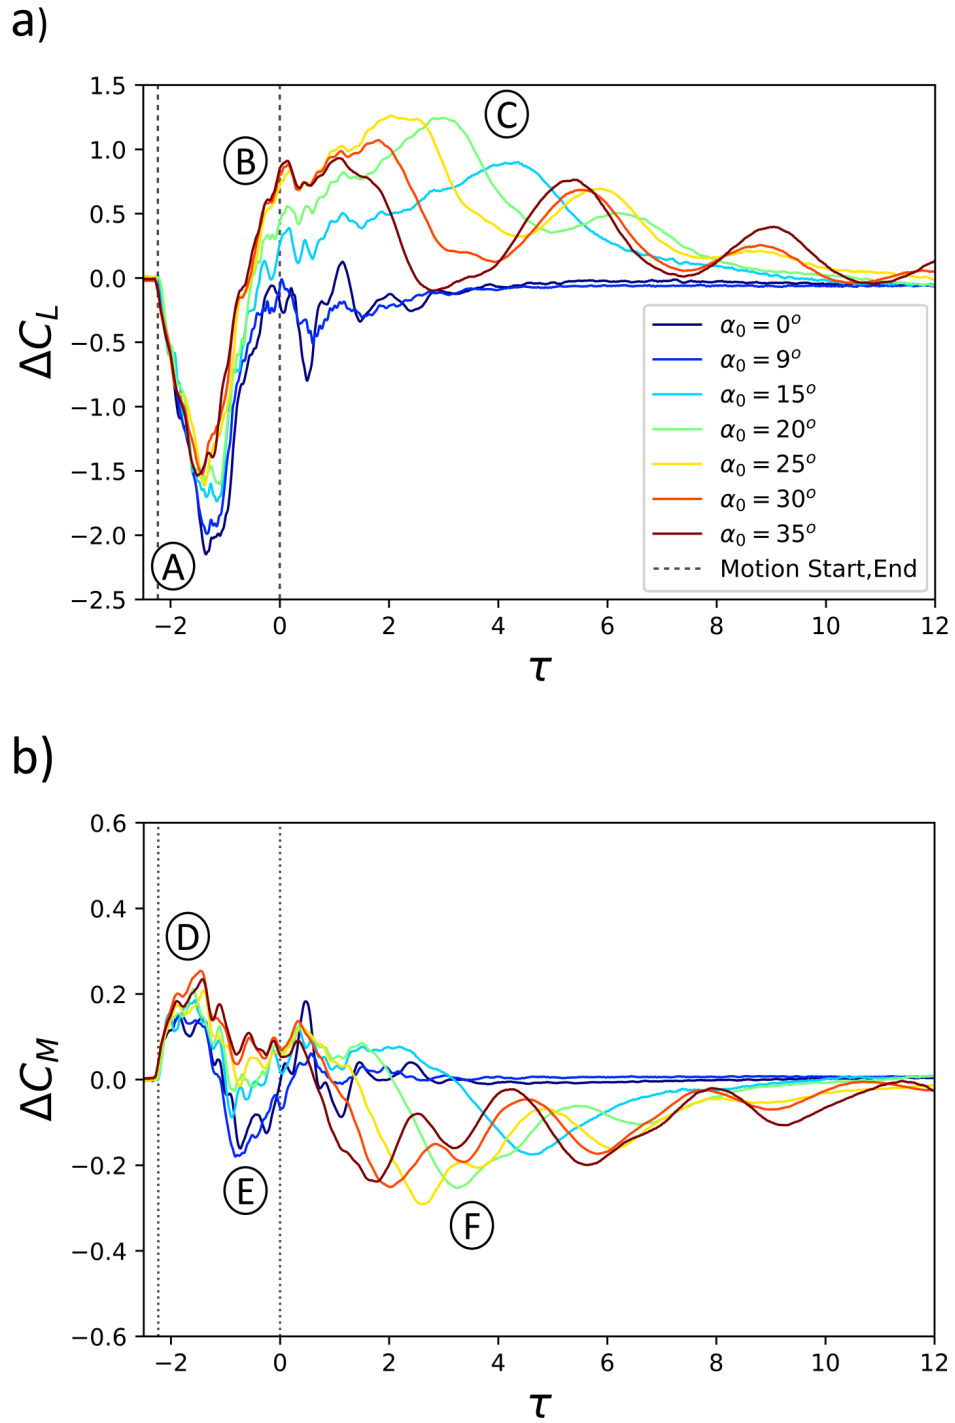 a)
1.5
1.0
0.5
0.0
−0.5
−1.0
−1.5
−2.0
−2.5
ΔC_L
A
B
C
α₀ = 0°
α₀ = 9°
α₀ = 15°
α₀ = 20°
α₀ = 25°
α₀ = 30°
α₀ = 35°
Motion Start,End
−2 0 2 4 6 8 10 12
τ
b)
0.6
0.4
0.2
0.0
−0.2
−0.4
−0.6
ΔC_M
D
E
F
−2 0 2 4 6 8 10 12
τ